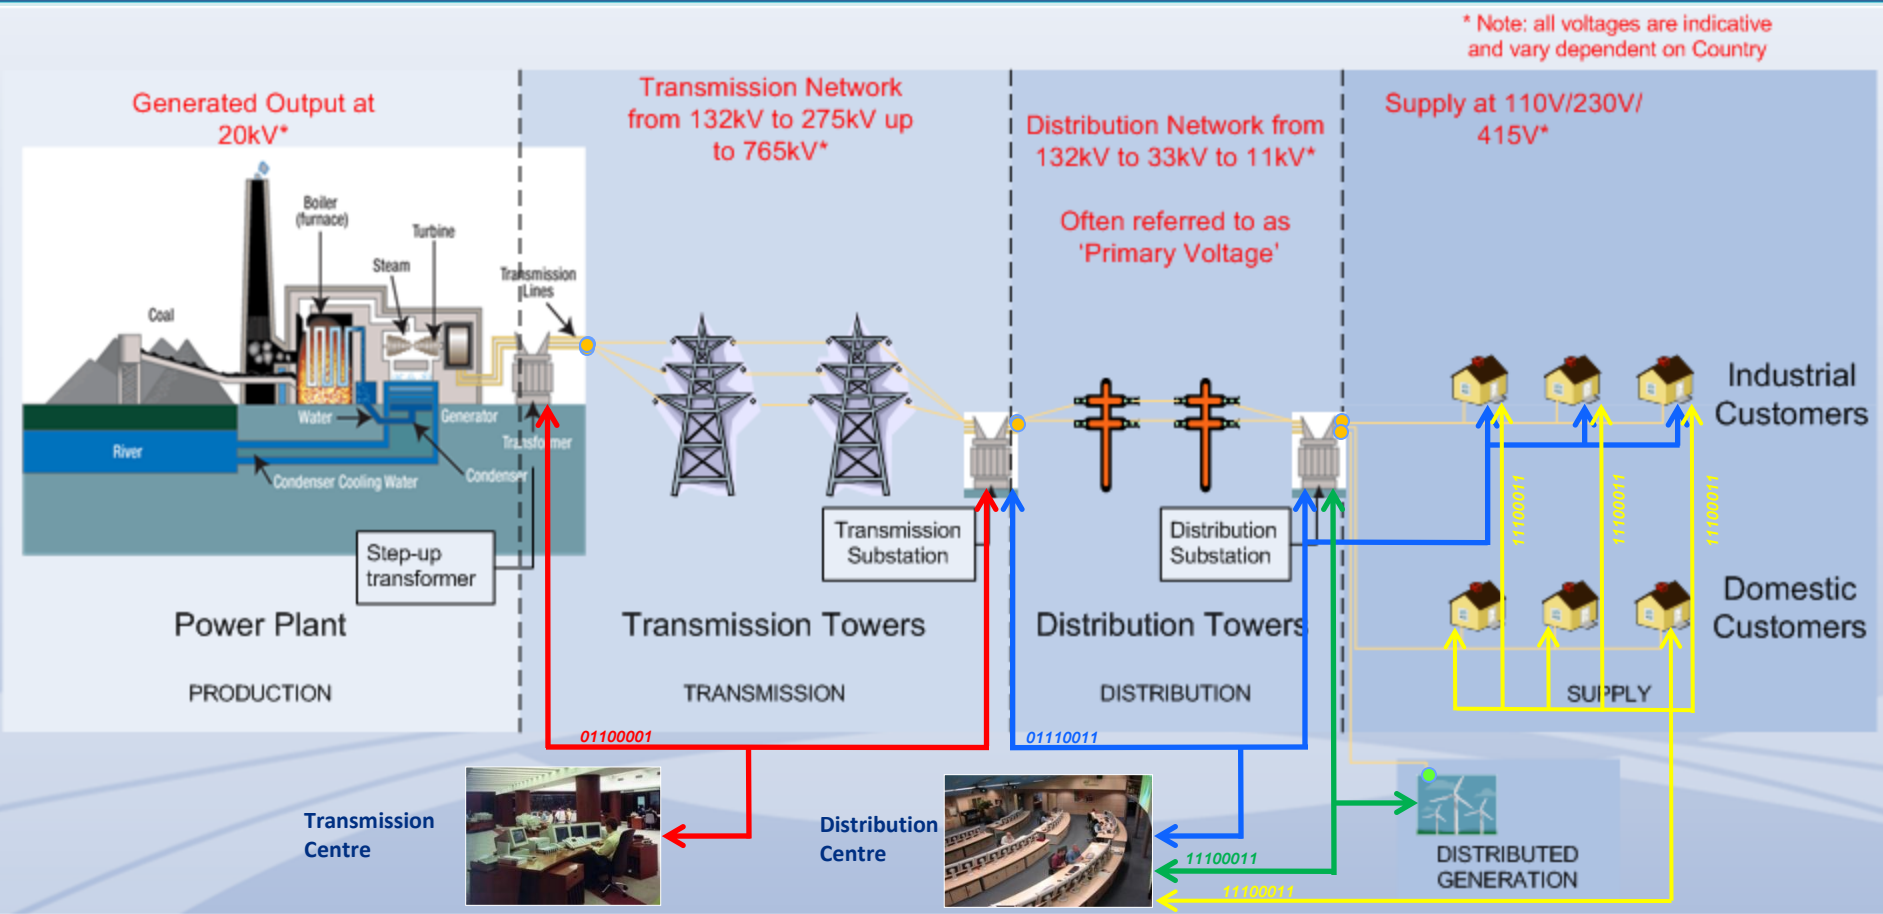 * Note: all voltages are indicative
and vary dependent on Country
Generated Output at
20kV*
Transmission Network
from 132kV to 275kV up
to 765kV*
Distribution Network from
132kV to 33kV to 11kV*
Often referred to as
‘Primary Voltage’
Supply at 110V/230V/
415V*
Boiler
(furnace)
Turbine
Steam
Transmission
Lines
Coal
Water
Generator
River
Transformer
Condenser Cooling Water
Condenser
Step-up
transformer
Transmission
Substation
Distribution
Substation
Industrial
Customers
11100011
11100011
11100011
Domestic
Customers
Power Plant
Transmission Towers
Distribution Towers
PRODUCTION
TRANSMISSION
DISTRIBUTION
SUPPLY
01100001
01110011
Transmission
Centre
Distribution
Centre
11100011
11100011
DISTRIBUTED
GENERATION